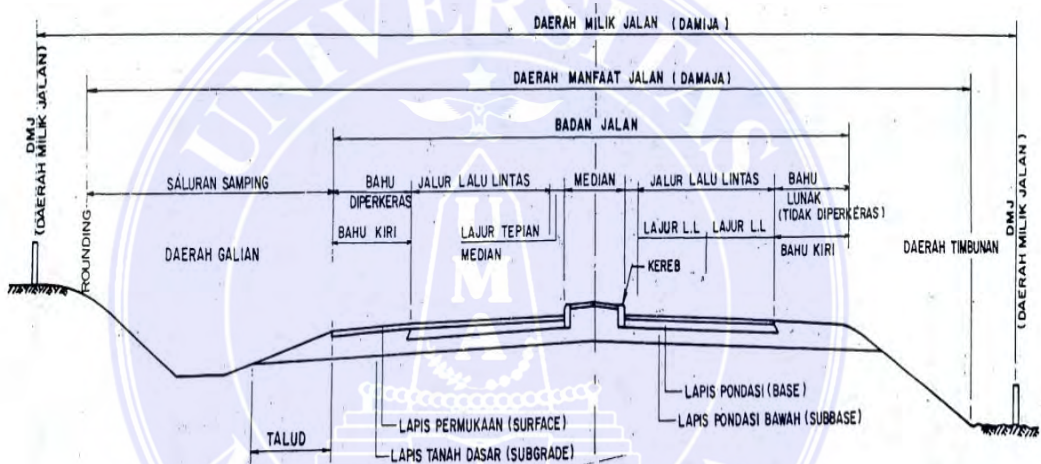 DAERAH MILIK JALAN ( DAMIJA )
DAERAH MANFAAT JALAN ( DAMAJA)
BADAN JALAN
DMJ
(DAERAH MILIK JALAN)
ROUNDING
SALURAN SAMPING
BAHU
DIPERKERAS
JALUR LALU LINTAS
MEDIAN
JALUR LALU LINTAS
BAHU
LUNAK
(TIDAK DIPERKERAS)
BAHU KIRI
LAJUR TEPIAN
MEDIAN
LAJUR L.L
LAJUR L.L
BAHU KIRI
DAERAH GALIAN
KEREB
DAERAH TIMBUNAN
DMJ
(DAERAH MILIK JALAN)
LAPIS PONDASI (BASE)
LAPIS PONDASI BAWAH (SUBBASE)
LAPIS PERMUKAAN (SURFACE)
TALUD
LAPIS TANAH DASAR (SUBGRADE)
UNIVERSITAS
U
M
A